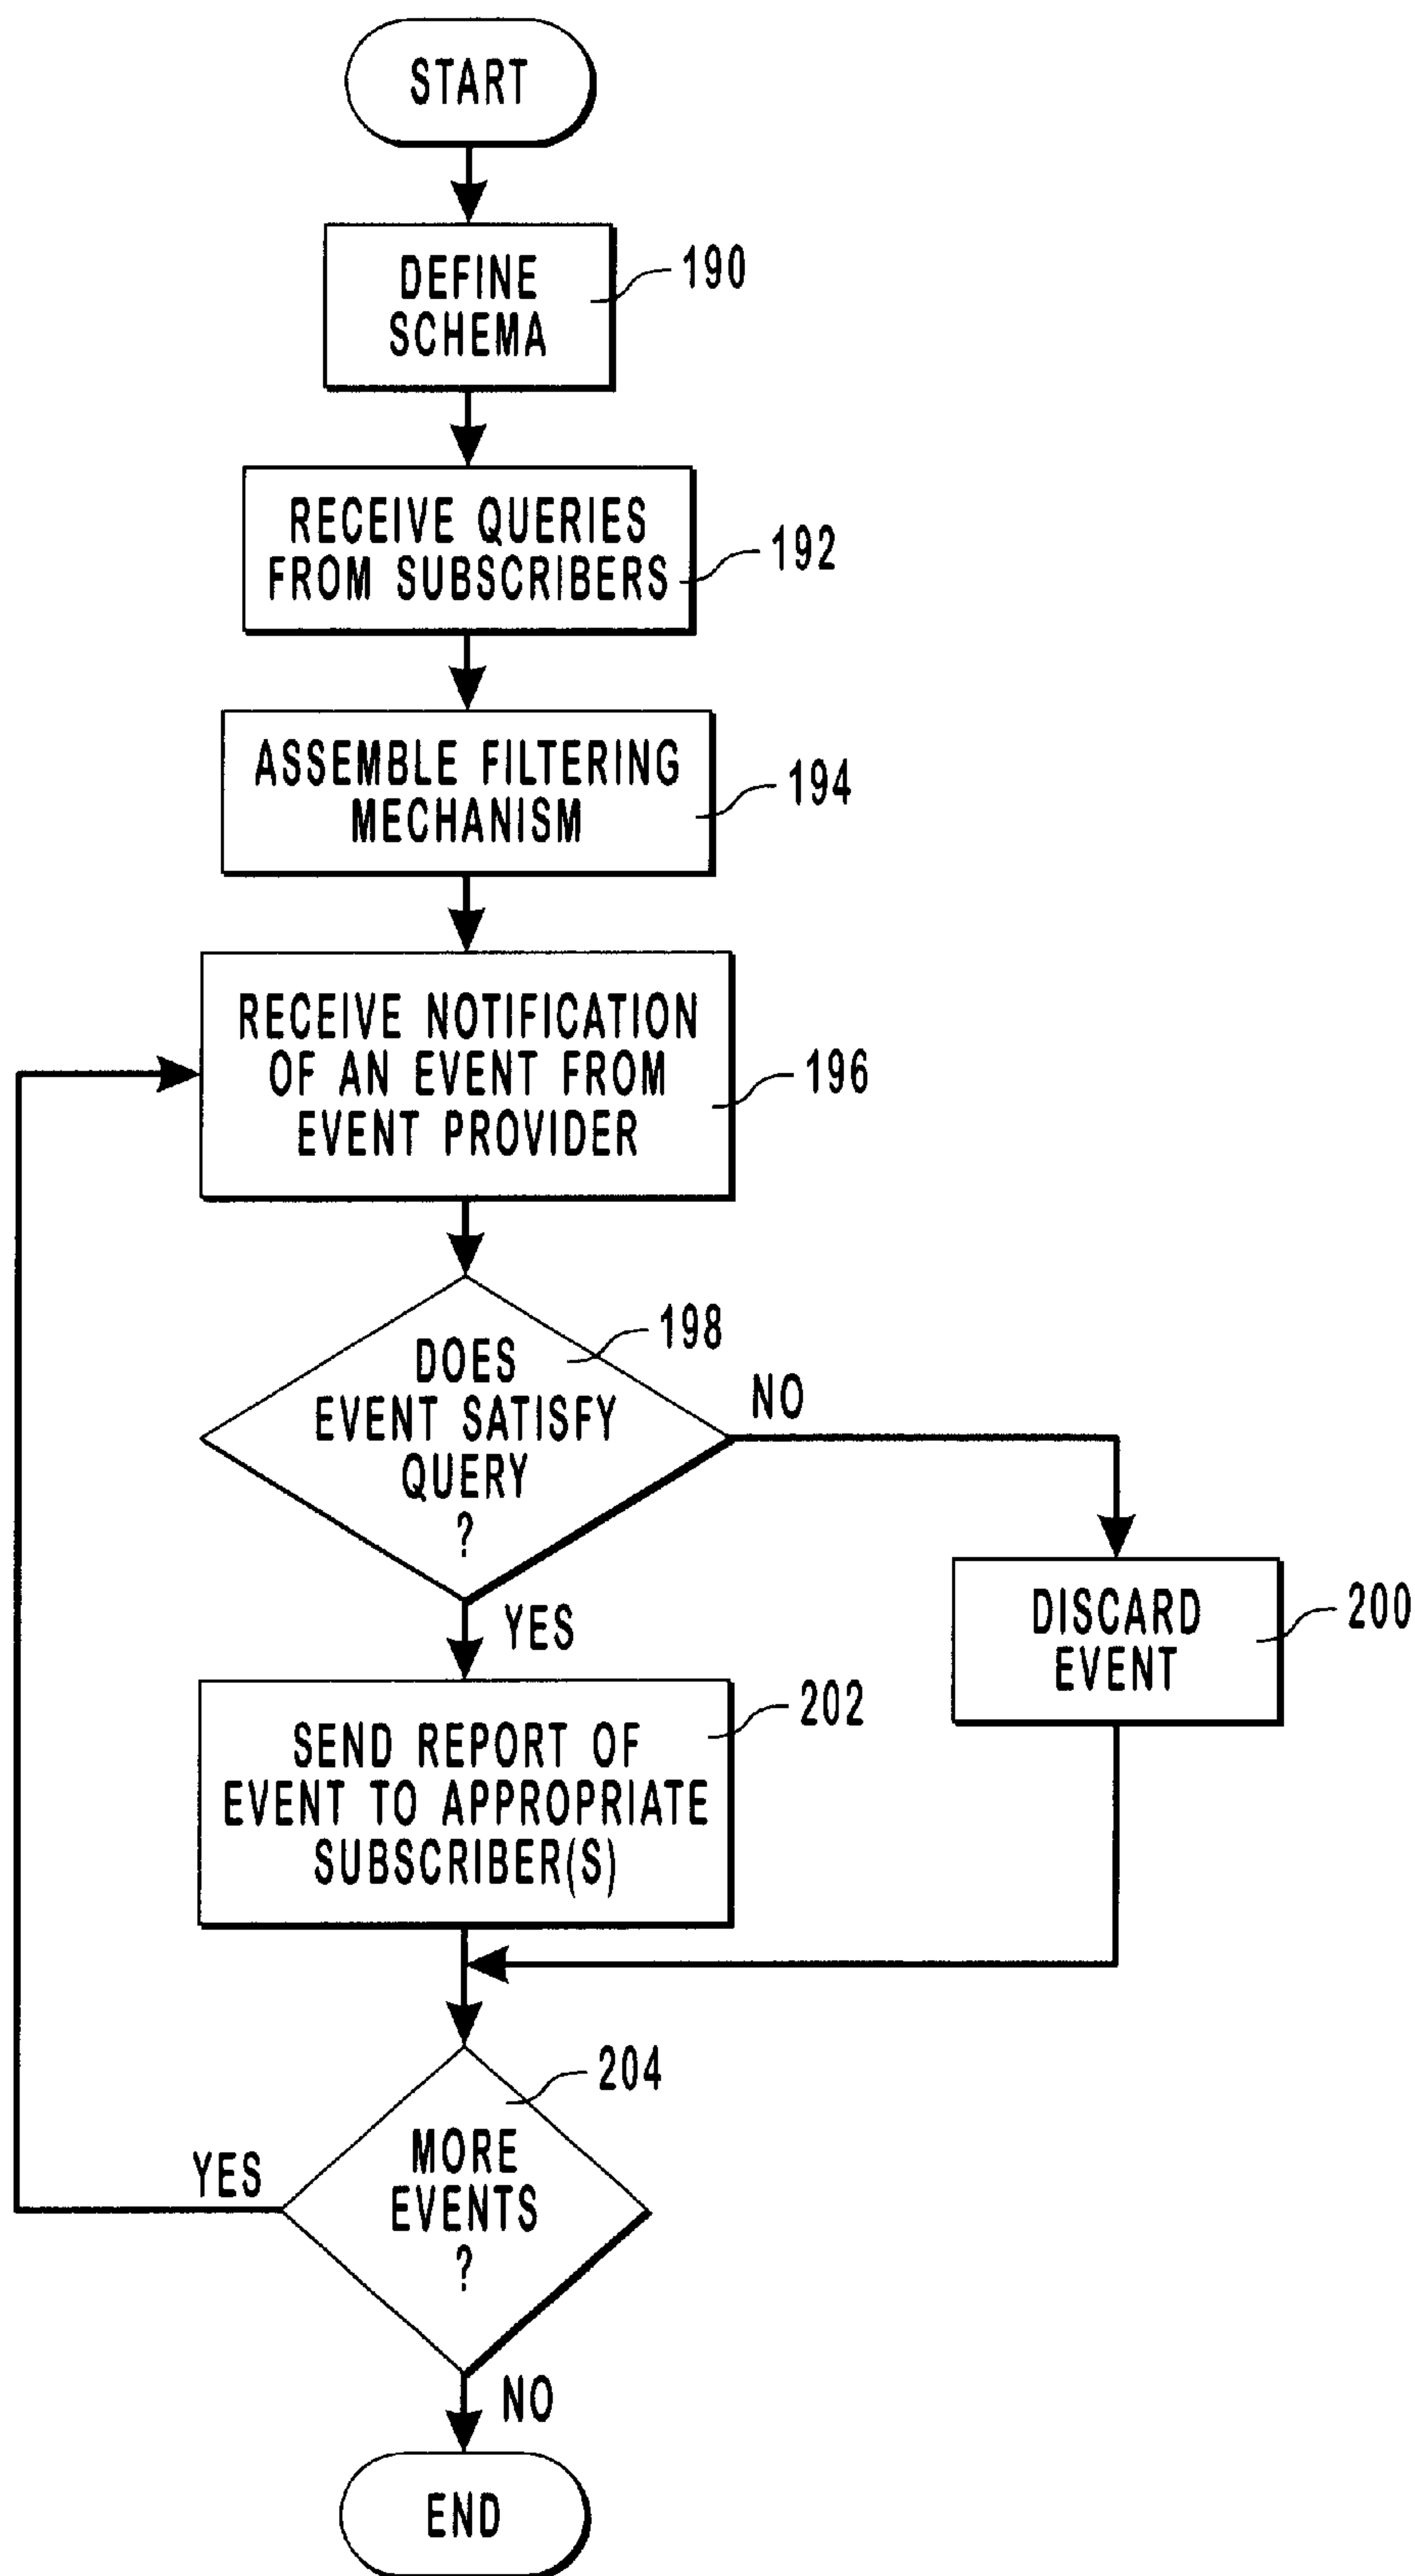 START
DEFINE
SCHEMA
190
RECEIVE QUERIES
FROM SUBSCRIBERS
192
ASSEMBLE FILTERING
MECHANISM
194
RECEIVE NOTIFICATION
OF AN EVENT FROM
EVENT PROVIDER
196
DOES
EVENT SATISFY
QUERY
?
198
NO
YES
DISCARD
EVENT
200
SEND REPORT OF
EVENT TO APPROPRIATE
SUBSCRIBER(S)
202
MORE
EVENTS
?
204
YES
NO
END